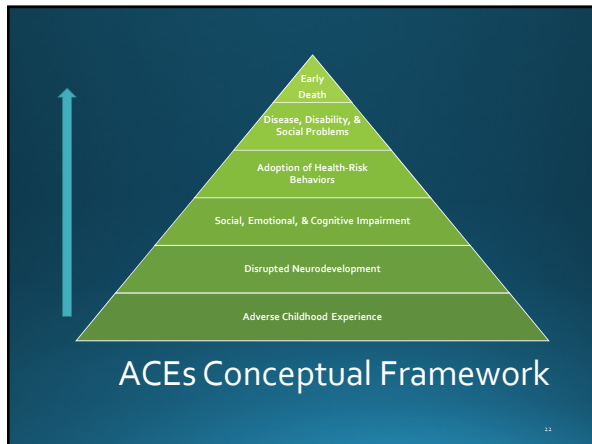 Early
Death
Disease, Disability, &
Social Problems
Adoption of Health-Risk
Behaviors
Social, Emotional, & Cognitive Impairment
Disrupted Neurodevelopment
Adverse Childhood Experience
ACEs Conceptual Framework